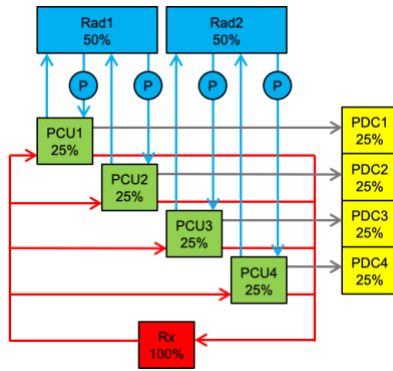 Rad1
50%
Rad2
50%
P
P
P
P
PCU1
25%
PCU2
25%
PCU3
25%
PCU4
25%
PDC1
25%
PDC2
25%
PDC3
25%
PDC4
25%
Rx
100%